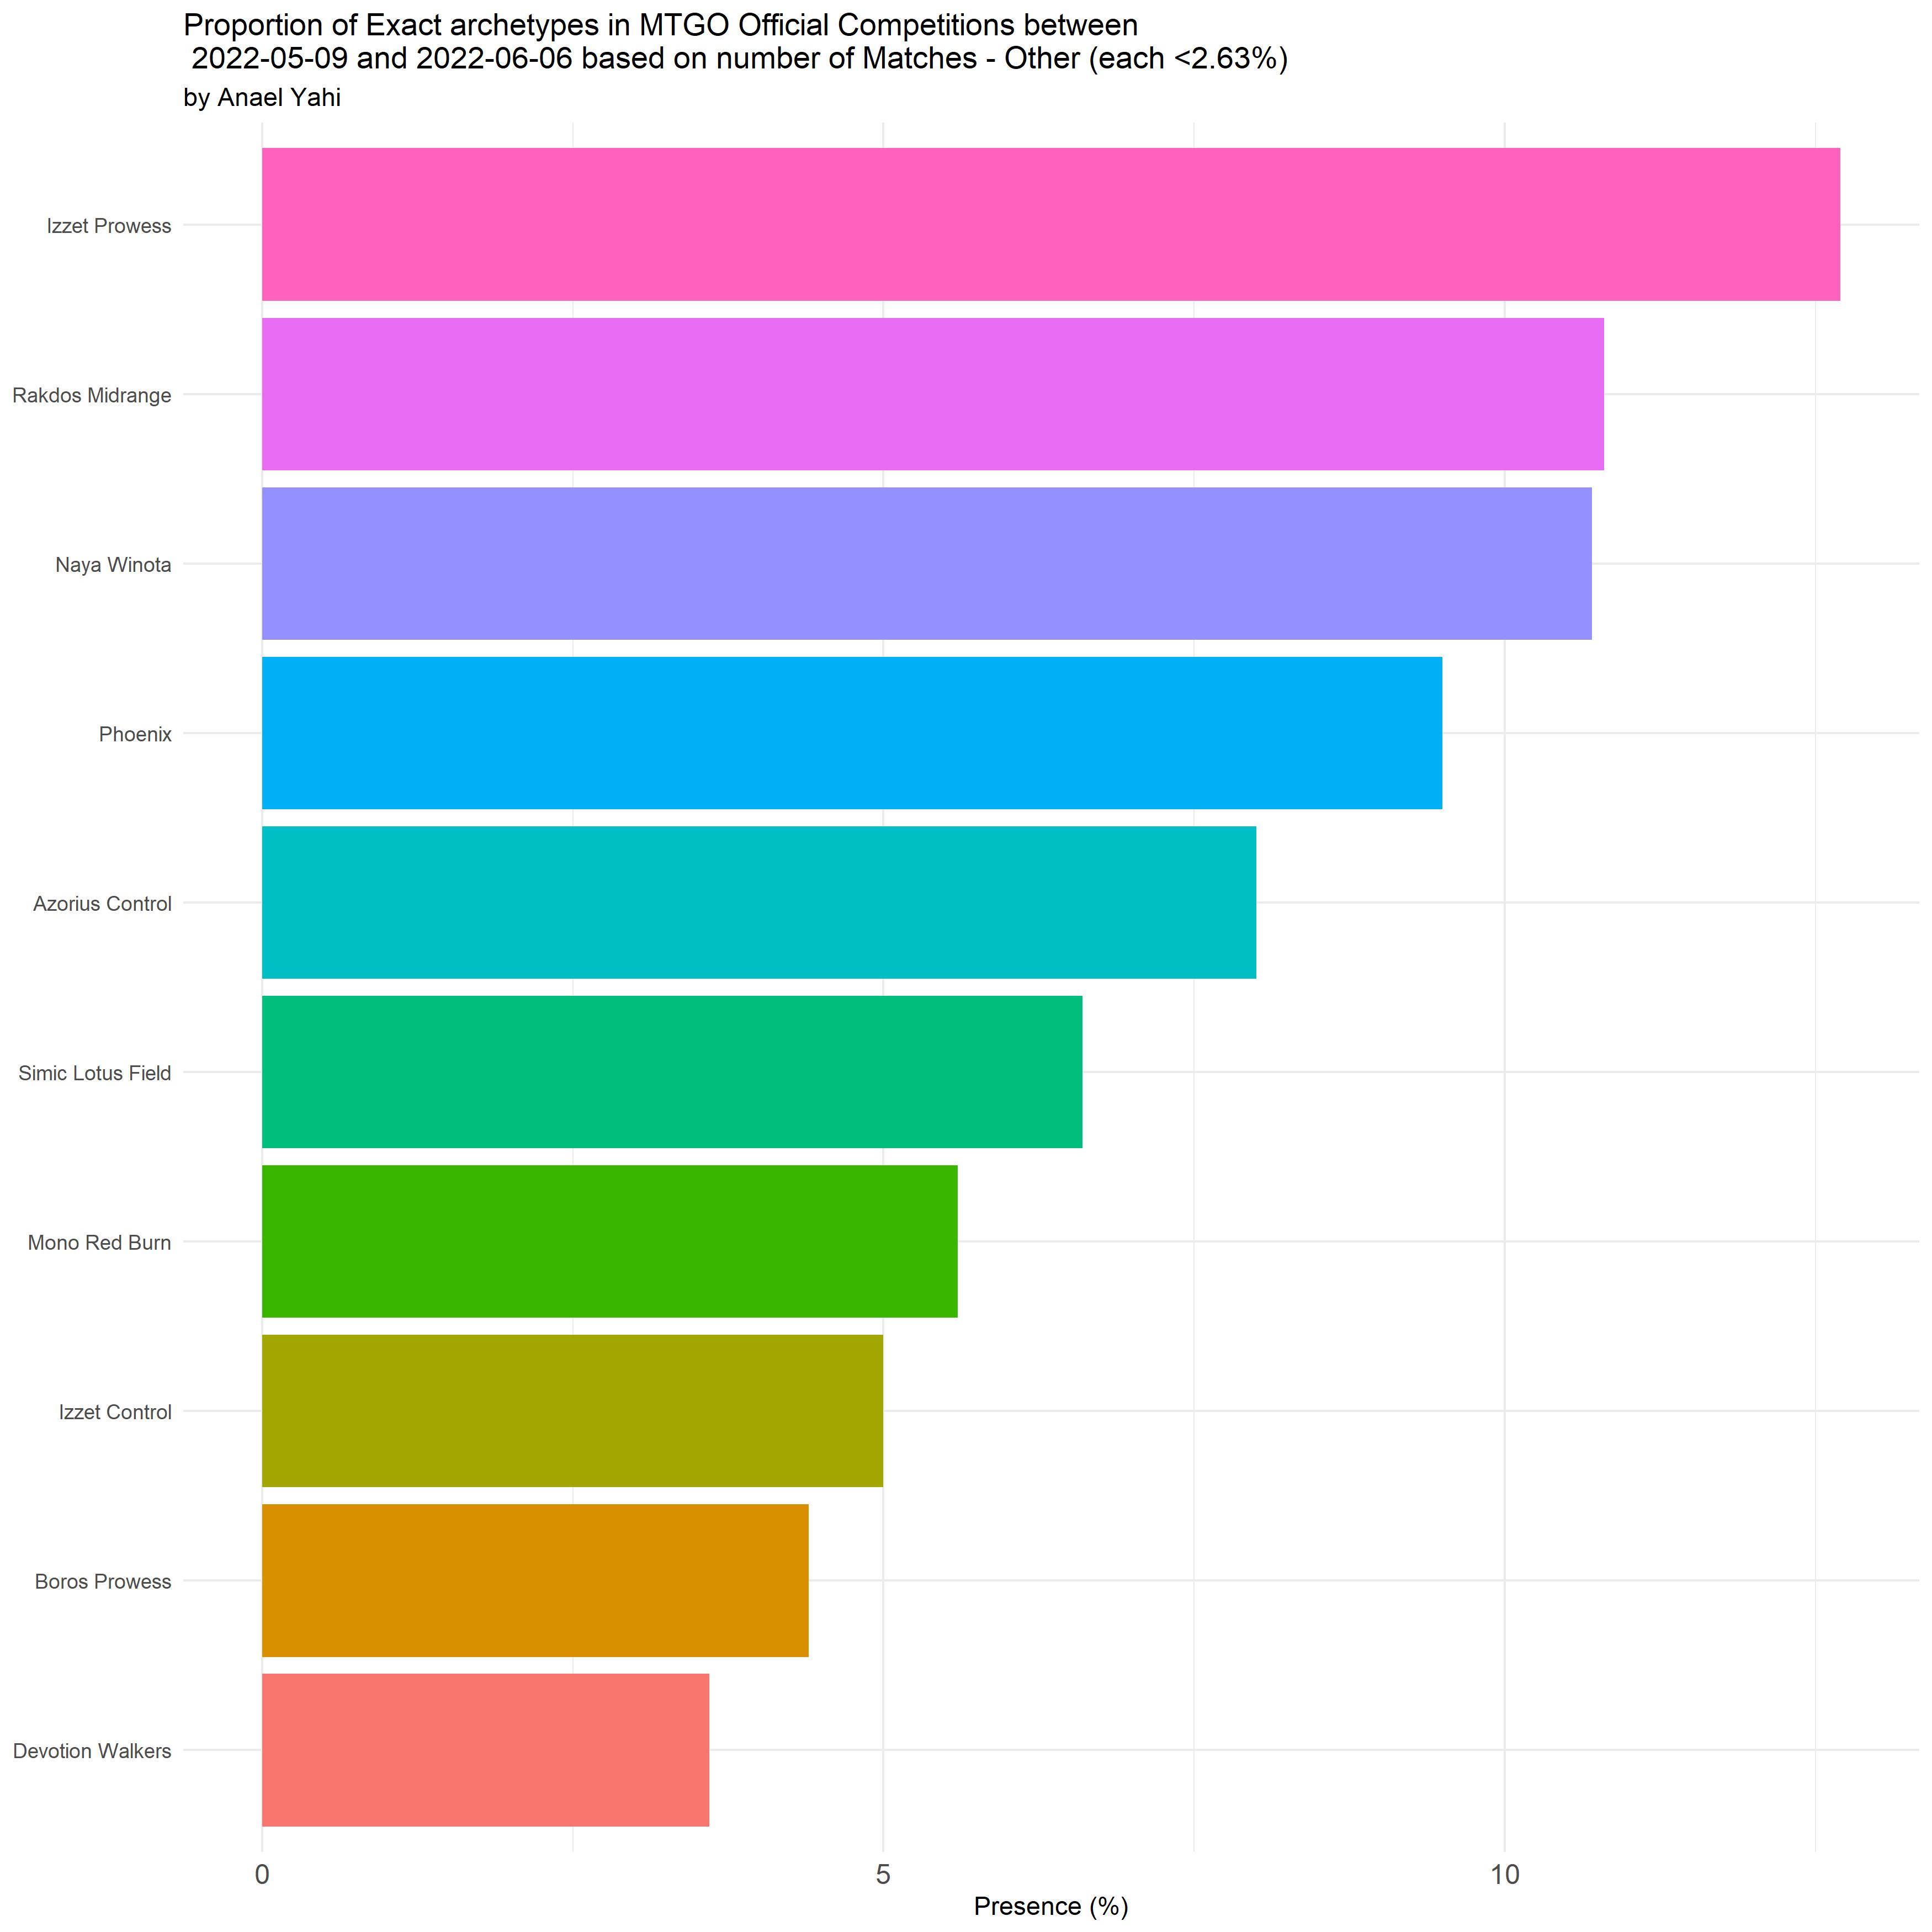 Proportion of Exact archetypes in MTGO Official Competitions between
2022-05-09 and 2022-06-06 based on number of Matches - Other (each <2.63%)
by Anael Yahi
Izzet Prowess
Rakdos Midrange
Naya Winota
Phoenix
Azorius Control
Simic Lotus Field
Mono Red Burn
Izzet Control
Boros Prowess
Devotion Walkers
0 5 10
Presence (%)